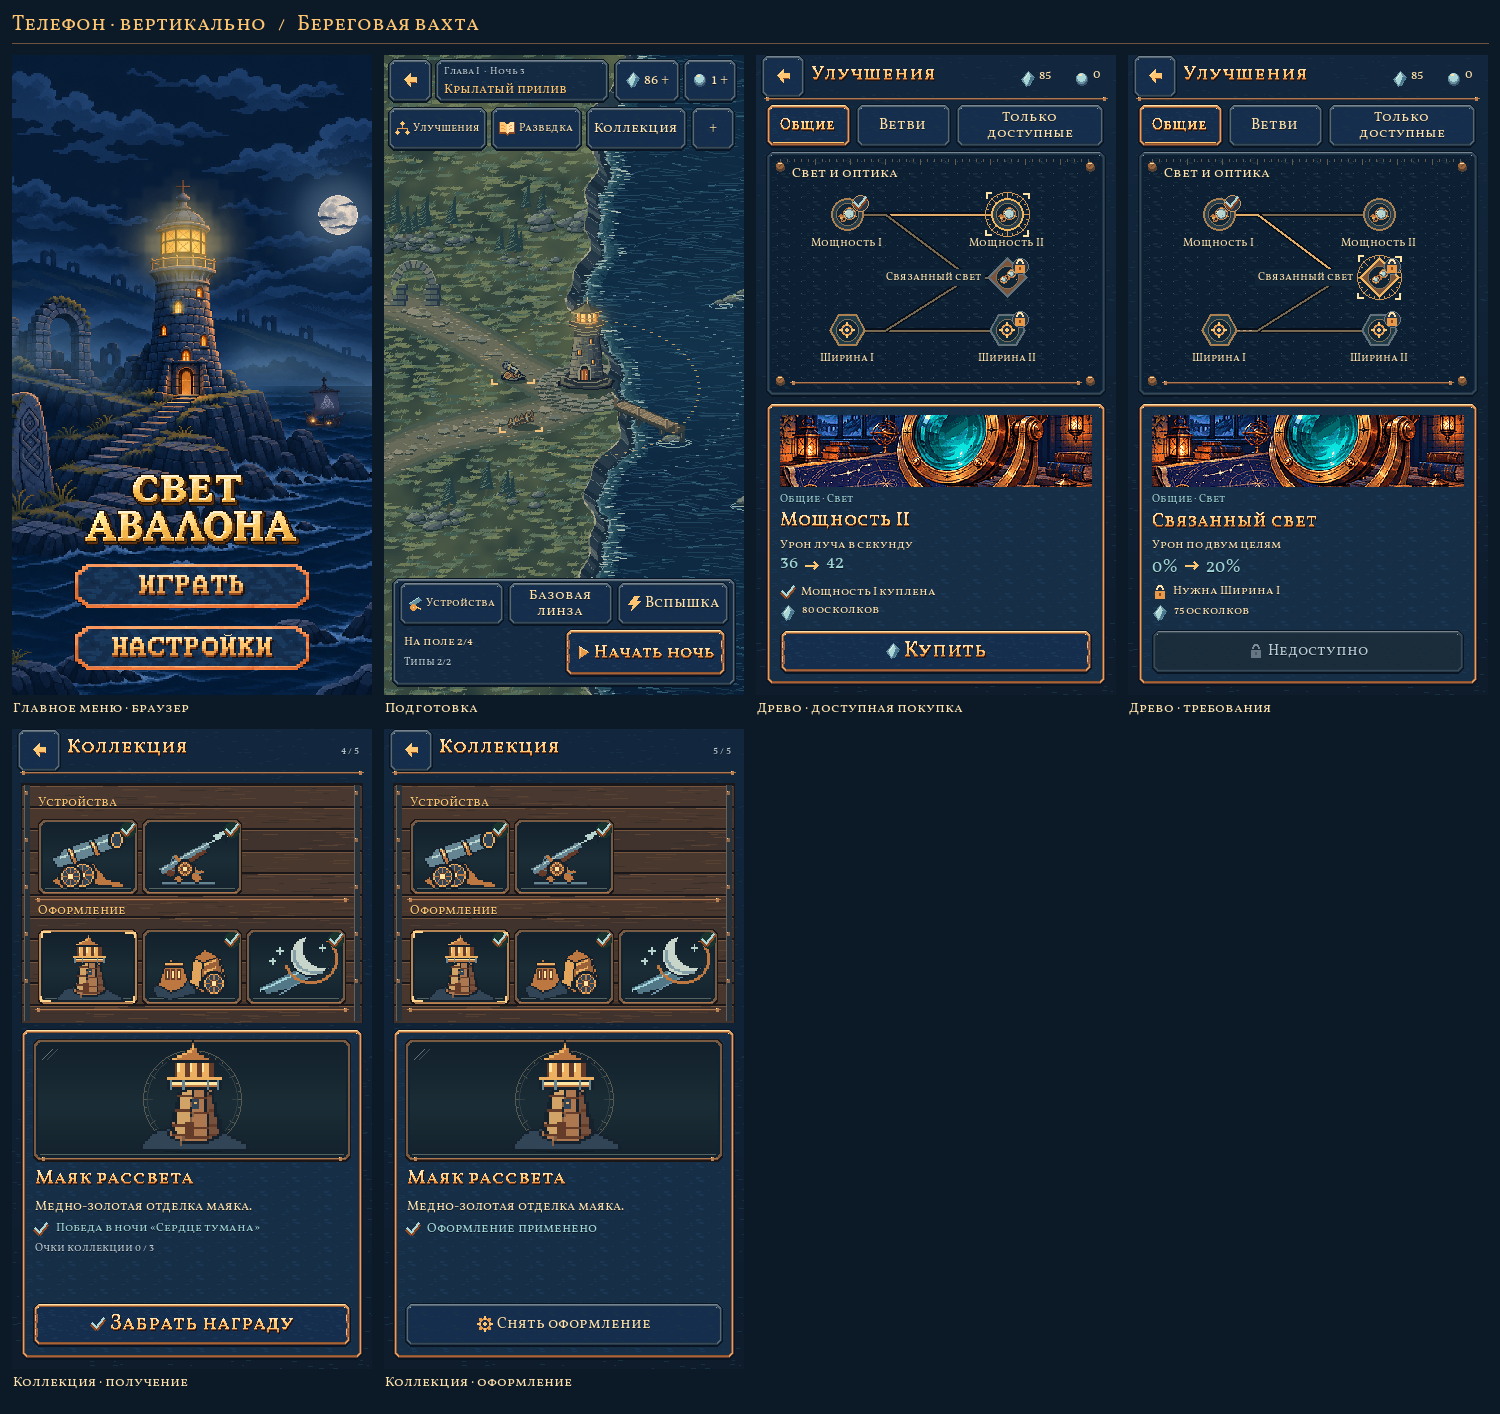 Телефон · вертикально / Береговая вахта
СВЕТ
АВАЛОНА
ИГРАТЬ
НАСТРОЙКИ
Главное меню · браузер
Глава I · Ночь 3
Крылатый прилив
86 +
1 +
Улучшения
Разведка
Коллекция
+
Устройства
Базовая
линза
Вспышка
На поле 2/4
Типы 2/2
Начать ночь
Подготовка
Улучшения
85
0
Общие
Ветви
Только
доступные
Свет и оптика
Мощность I
Мощность II
Связанный свет
Ширина I
Ширина II
Общие · Свет
Мощность II
Урон луча в секунду
36 → 42
Мощность I куплена
80 осколков
Купить
Древо · доступная покупка
Улучшения
85
0
Общие
Ветви
Только
доступные
Свет и оптика
Мощность I
Мощность II
Связанный свет
Ширина I
Ширина II
Общие · Свет
Связанный свет
Урон по двум целям
0% → 20%
Нужна Ширина I
75 осколков
Недоступно
Древо · требования
Коллекция
4 / 5
Устройства
Оформление
Маяк рассвета
Медно-золотая отделка маяка.
Победа в ночи «Сердце тумана»
Очки коллекции 0 / 3
Забрать награду
Коллекция · получение
Коллекция
5 / 5
Устройства
Оформление
Маяк рассвета
Медно-золотая отделка маяка.
Оформление применено
Снять оформление
Коллекция · оформление